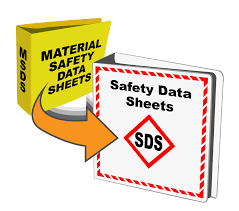 MSDS
MATERIAL
SAFETY
DATA
SHEETS
Safety Data
Sheets
SDS